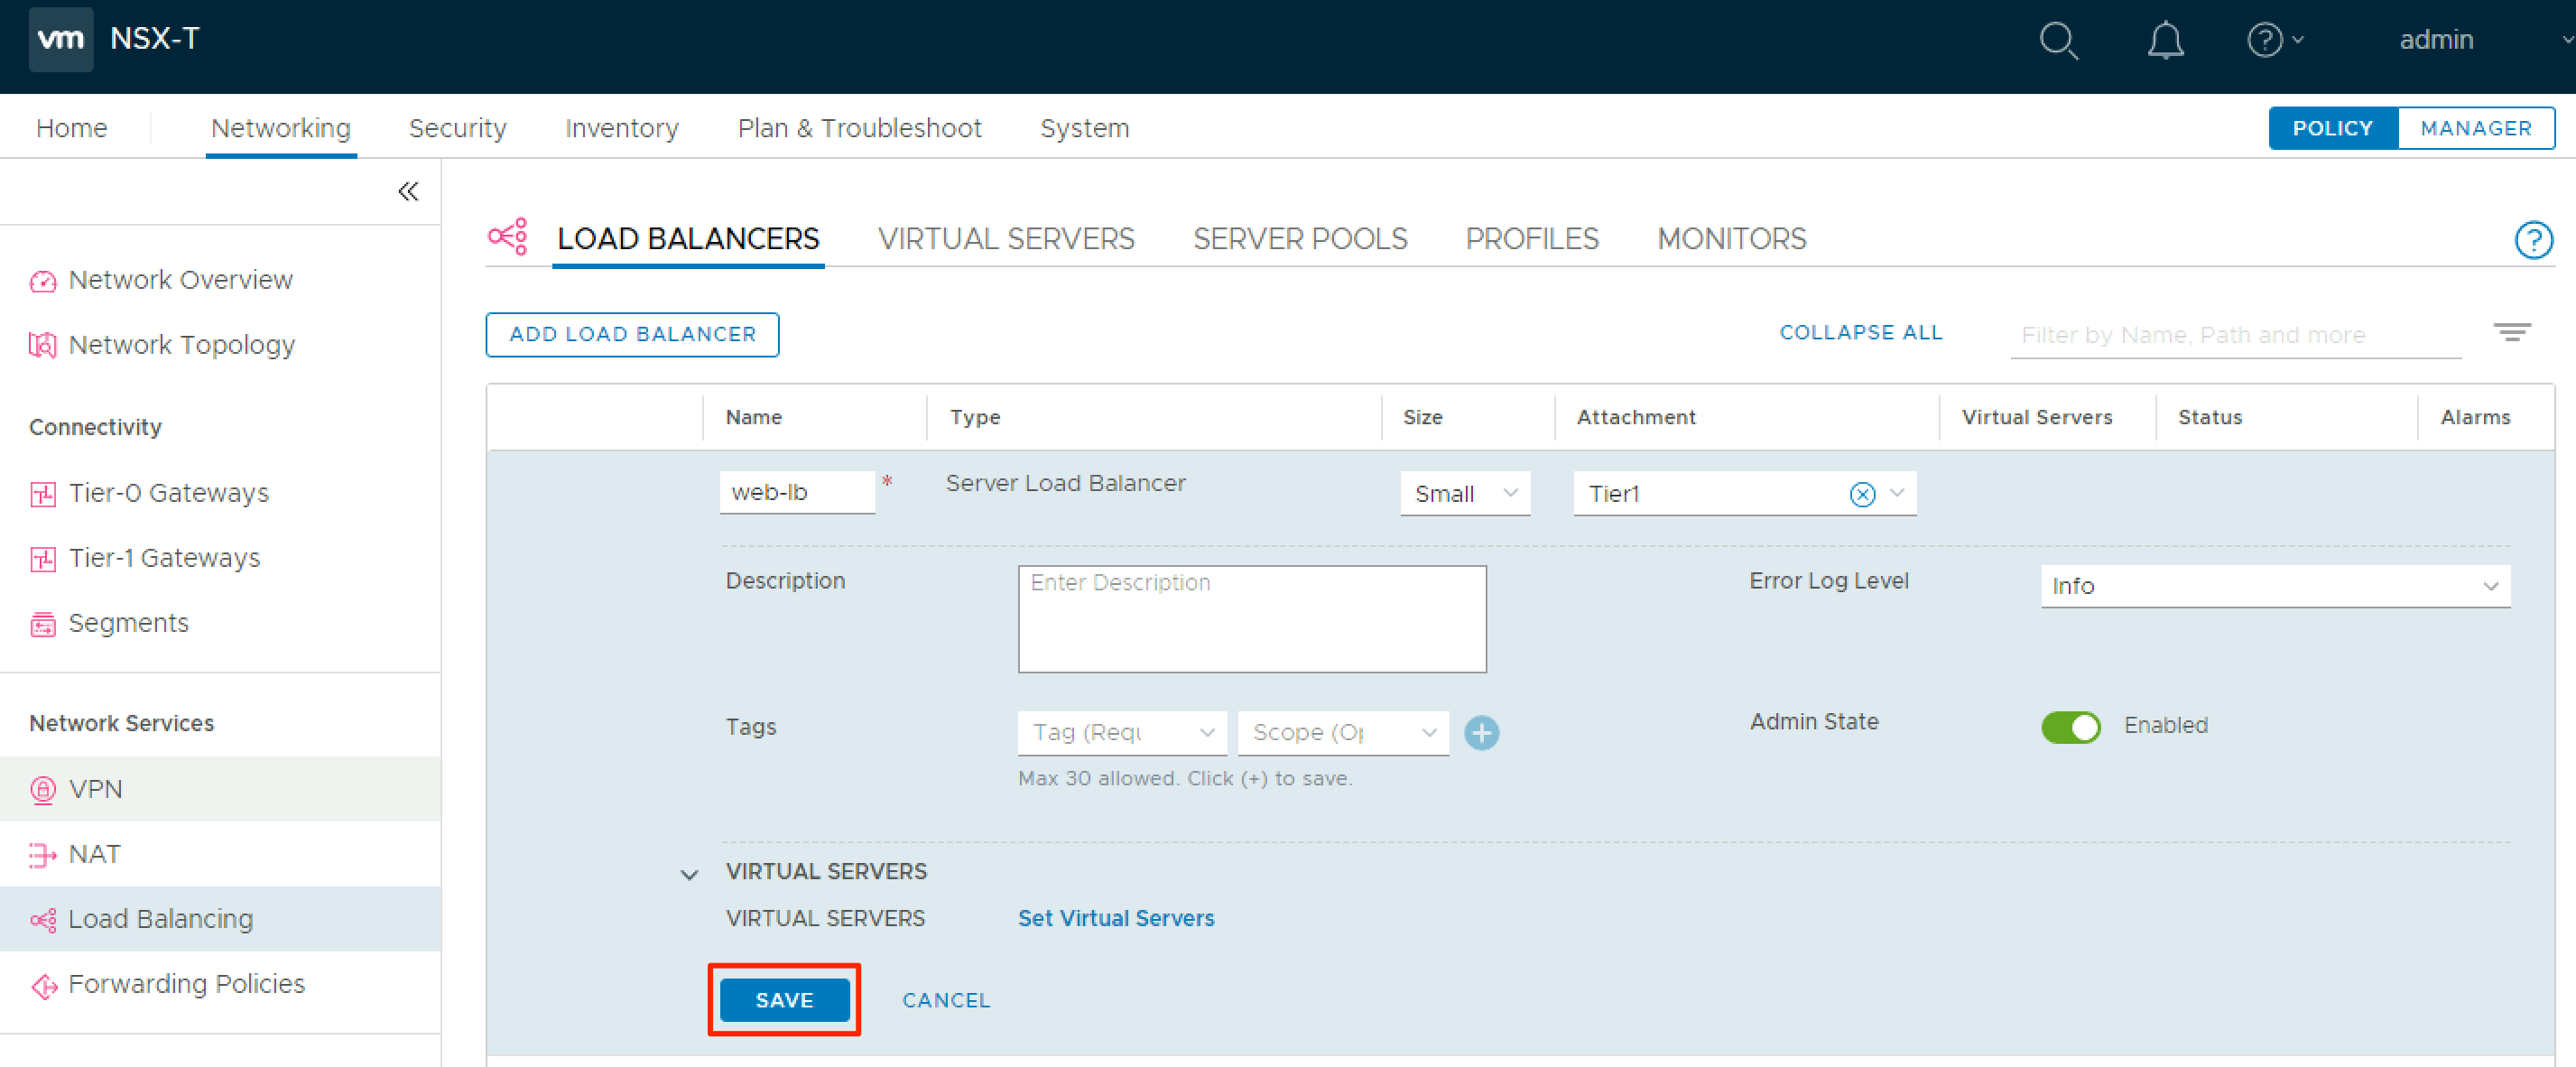 vm NSX-T
admin
Home Networking Security Inventory Plan & Troubleshoot System POLICY MANAGER
LOAD BALANCERS VIRTUAL SERVERS SERVER POOLS PROFILES MONITORS
Network Overview
Network Topology
Connectivity
Tier-0 Gateways
Tier-1 Gateways
Segments
Network Services
VPN
NAT
Load Balancing
Forwarding Policies
ADD LOAD BALANCER COLLAPSE ALL Filter by Name, Path and more
Name Type Size Attachment Virtual Servers Status Alarms
web-lb * Server Load Balancer Small Tier1
Description Enter Description Error Log Level Info
Tags Tag (Requ Scope (Op Admin State Enabled
Max 30 allowed. Click (+) to save.
VIRTUAL SERVERS
VIRTUAL SERVERS Set Virtual Servers
SAVE CANCEL